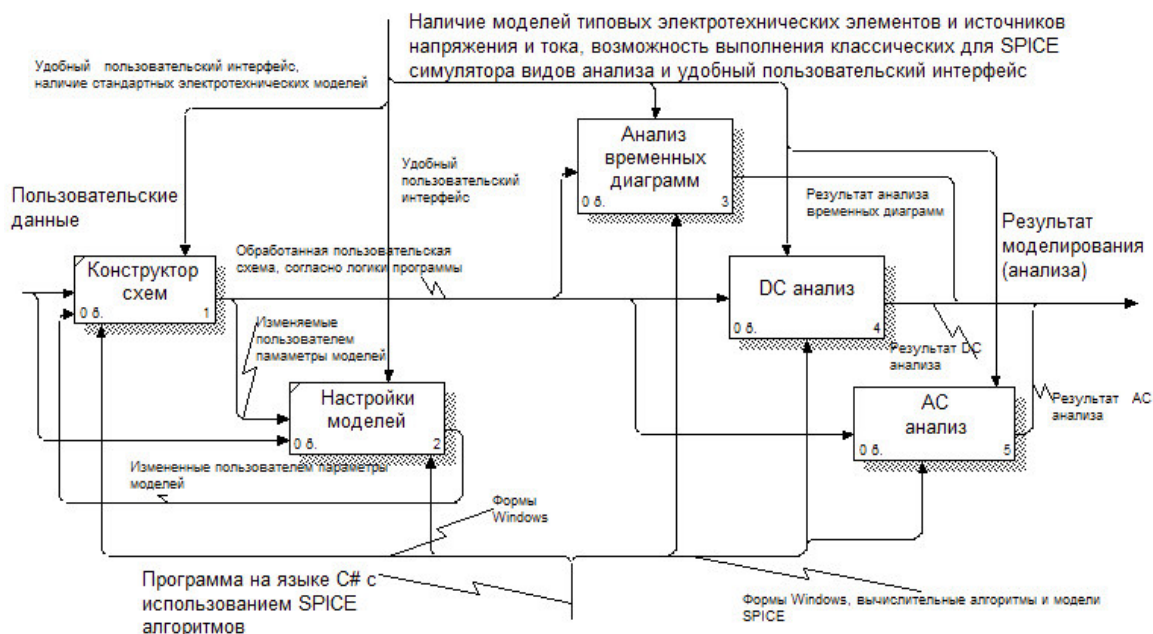 Наличие моделей типовых электротехнических элементов и источников
напряжения и тока, возможность выполнения классических для SPICE
симулятора видов анализа и удобный пользовательский интерфейс
Удобный пользовательский интерфейс,
наличие стандартных электротехнических моделей
Анализ
временных
диаграмм
0 б.
3
Удобный
пользовательский
интерфейс
Результат анализа
временных диаграмм
Пользовательские
данные
Результат
моделирования
(анализа)
Обработанная пользовательская
схема, согласно логики программы
Конструктор
схем
0 б.
1
DC анализ
0 б.
4
Изменяемые
пользователем
памаметры моделей
Результат DC
анализа
Настройки
моделей
0 б.
2
AC
анализ
0 б.
5
Результат AC
анализа
Измененные пользователем параметры
моделей
Формы
Windows
Программа на языке C# с
использованием SPICE
алгоритмов
Формы Windows, вычислительные алгоритмы и модели
SPICE